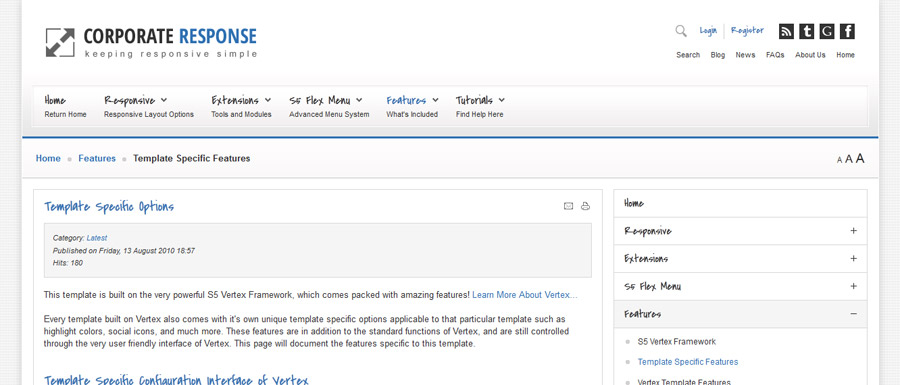 CORPORATE RESPONSE
keeping responsive simple
Login Register
Search Blog News FAQs About Us Home
Home Responsive Extensions S5 Flex Menu Features Tutorials
Return Home Responsive Layout Options Tools and Modules Advanced Menu System What's Included Find Help Here
Home Features Template Specific Features
A A A
Template Specific Options
Category: Latest
Published on Friday, 13 August 2010 18:57
Hits: 180
This template is built on the very powerful S5 Vertex Framework, which comes packed with amazing features! Learn More About Vertex...
Every template built on Vertex also comes with it's own unique template specific options applicable to that particular template such as
highlight colors, social icons, and much more. These features are in addition to the standard functions of Vertex, and are still controlled
through the very user friendly interface of Vertex. This page will document the features specific to this template.
Template Specific Configuration Interface of Vertex
Home
Responsive +
Extensions +
S5 Flex Menu +
Features −
S5 Vertex Framework
Template Specific Features
Vertex Template Features